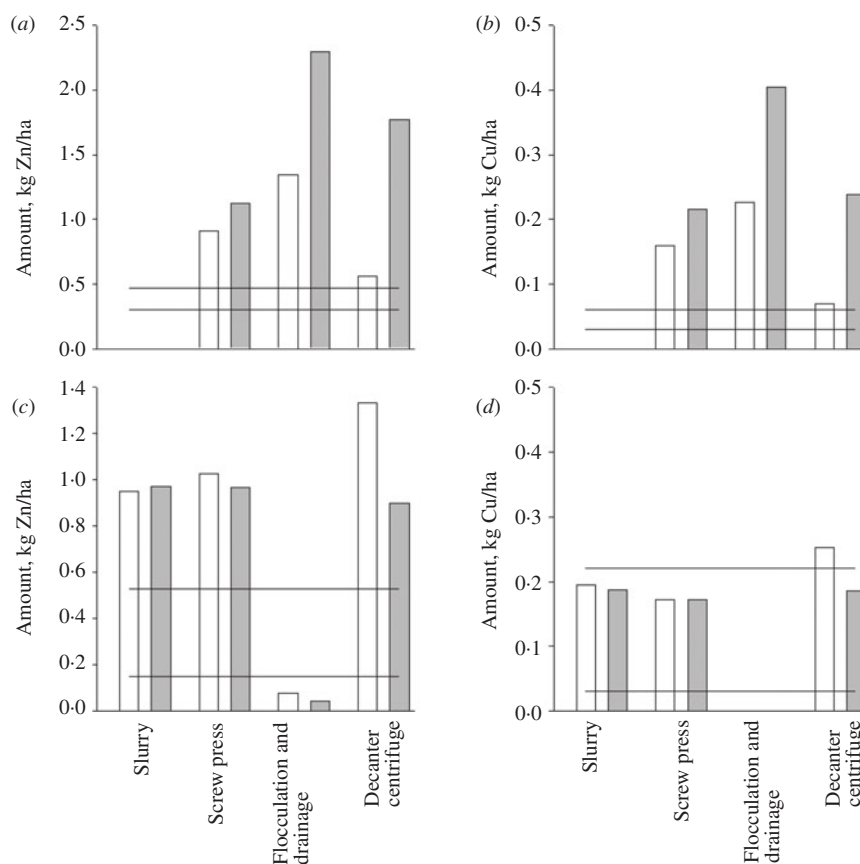 (a)
2·5
2·0
1·5
1·0
0·5
0·0
Amount, kg Zn/ha
(b)
0·5
0·4
0·3
0·2
0·1
0·0
Amount, kg Cu/ha
(c)
1·4
1·2
1·0
0·8
0·6
0·4
0·2
0·0
Amount, kg Zn/ha
Slurry
Screw press
Flocculation and
drainage
Decanter
centrifuge
(d)
0·5
0·4
0·3
0·2
0·1
0·0
Amount, kg Cu/ha
Slurry
Screw press
Flocculation and
drainage
Decanter
centrifuge